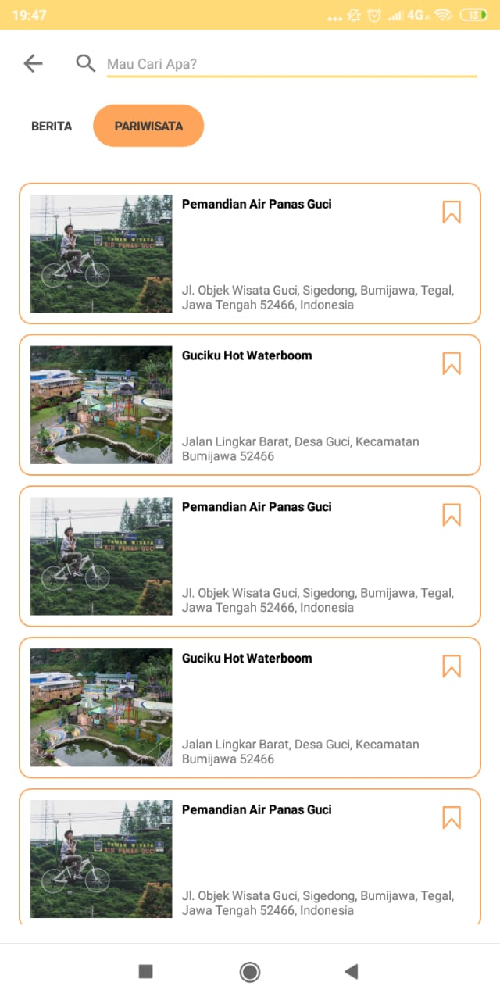 19:47
4G
13
Mau Cari Apa?
BERITA
PARIWISATA
Pemandian Air Panas Guci
TAMAN WISATA
AIR PANAS GUCI
Jl. Objek Wisata Guci, Sigedong, Bumijawa, Tegal,
Jawa Tengah 52466, Indonesia
Guciku Hot Waterboom
Jalan Lingkar Barat, Desa Guci, Kecamatan
Bumijawa 52466
Pemandian Air Panas Guci
TAMAN WISATA
AIR PANAS GUCI
Jl. Objek Wisata Guci, Sigedong, Bumijawa, Tegal,
Jawa Tengah 52466, Indonesia
Guciku Hot Waterboom
Jalan Lingkar Barat, Desa Guci, Kecamatan
Bumijawa 52466
Pemandian Air Panas Guci
TAMAN WISATA
AIR PANAS GUCI
Jl. Objek Wisata Guci, Sigedong, Bumijawa, Tegal,
Jawa Tengah 52466, Indonesia